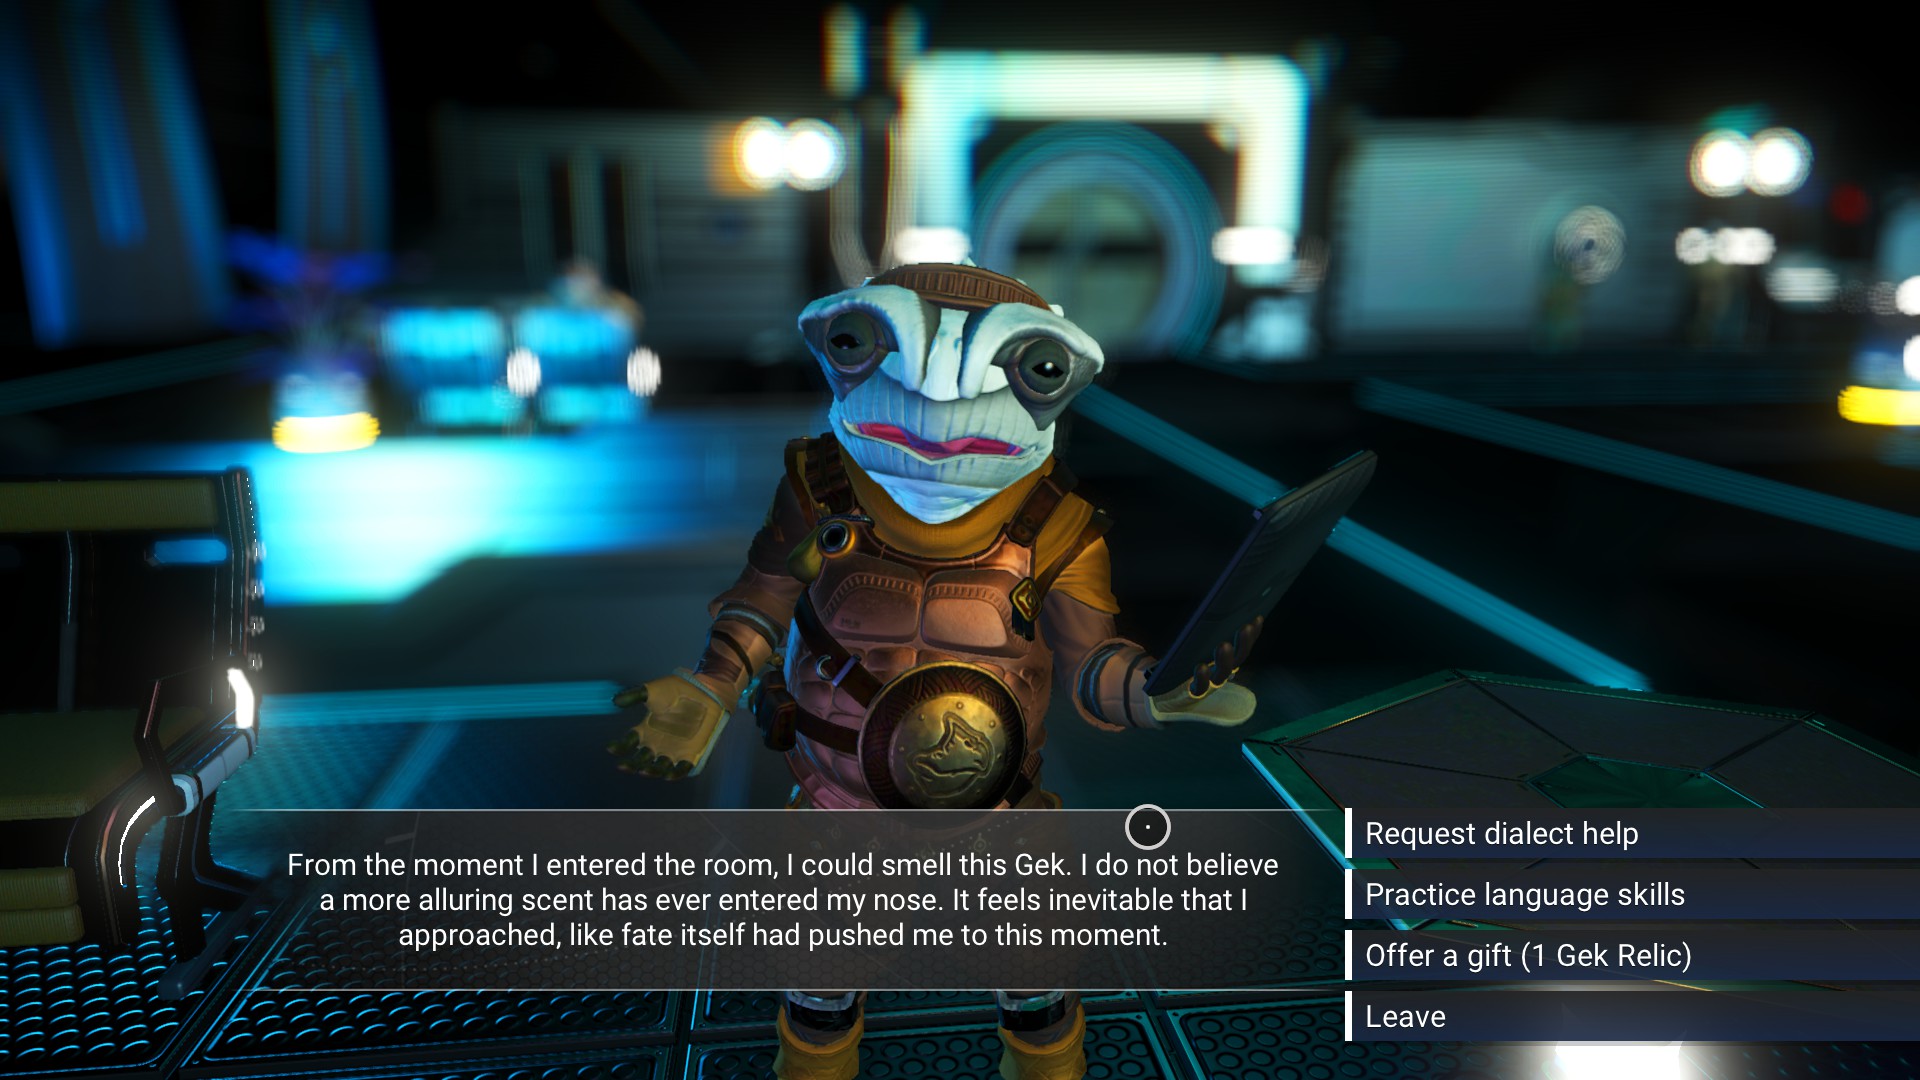 From the moment I entered the room, I could smell this Gek. I do not believe
a more alluring scent has ever entered my nose. It feels inevitable that I
approached, like fate itself had pushed me to this moment.
Request dialect help
Practice language skills
Offer a gift (1 Gek Relic)
Leave